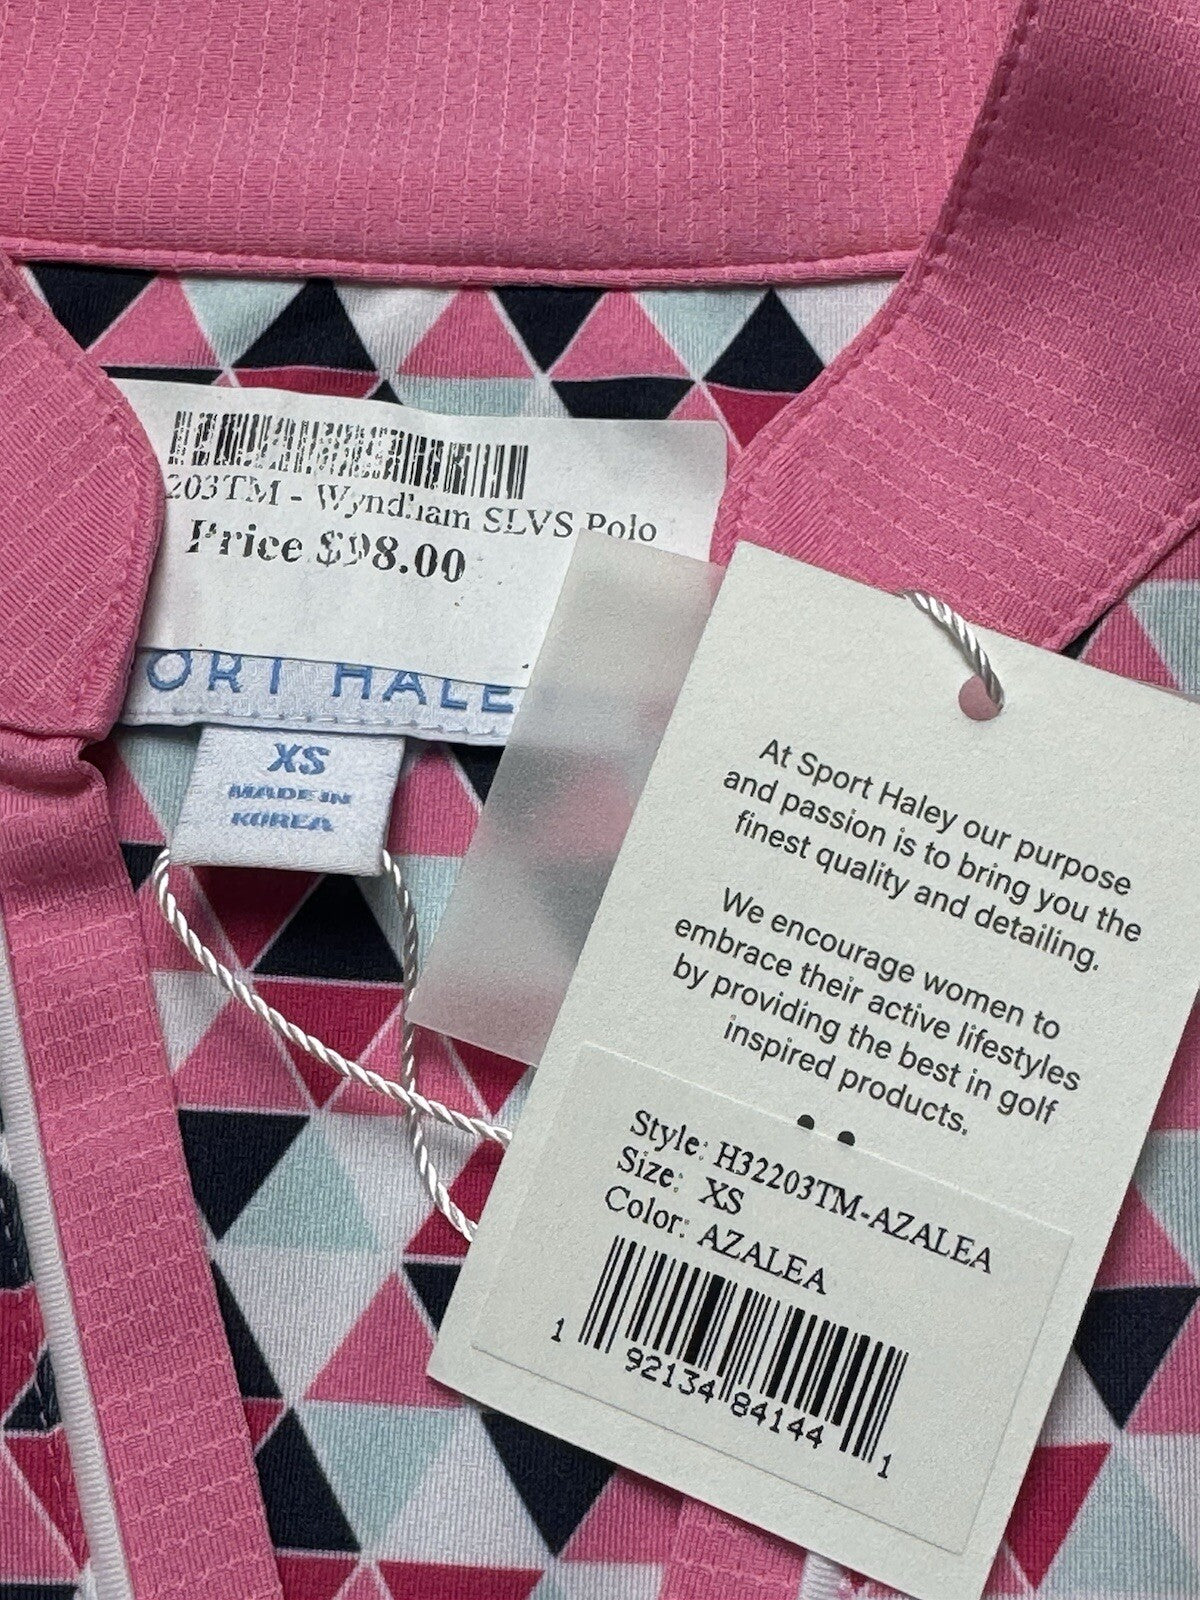 203TM - Wyndham SLVS Polo
Price $98.00
ORT HALE
XS
MADE IN
KOREA
At Sport Haley our purpose
and passion is to bring you the
finest quality and detailing.
We encourage women to
embrace their active lifestyles
by providing the best in golf
inspired products.
Style: H32203TM-AZALEA
Size: XS
Color: AZALEA
1 92134 84144 1